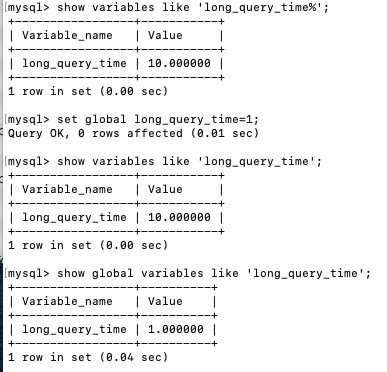 [mysql> show variables like 'long_query_time%';
+-----------------+-----------+
| Variable_name | Value |
+-----------------+-----------+
| long_query_time | 10.000000 |
+-----------------+-----------+
1 row in set (0.00 sec)
[mysql> set global long_query_time=1;
Query OK, 0 rows affected (0.01 sec)
[mysql> show variables like 'long_query_time';
+-----------------+-----------+
| Variable_name | Value |
+-----------------+-----------+
| long_query_time | 10.000000 |
+-----------------+-----------+
1 row in set (0.00 sec)
[mysql> show global variables like 'long_query_time';
+-----------------+----------+
| Variable_name | Value |
+-----------------+----------+
| long_query_time | 1.000000 |
+-----------------+----------+
1 row in set (0.04 sec)